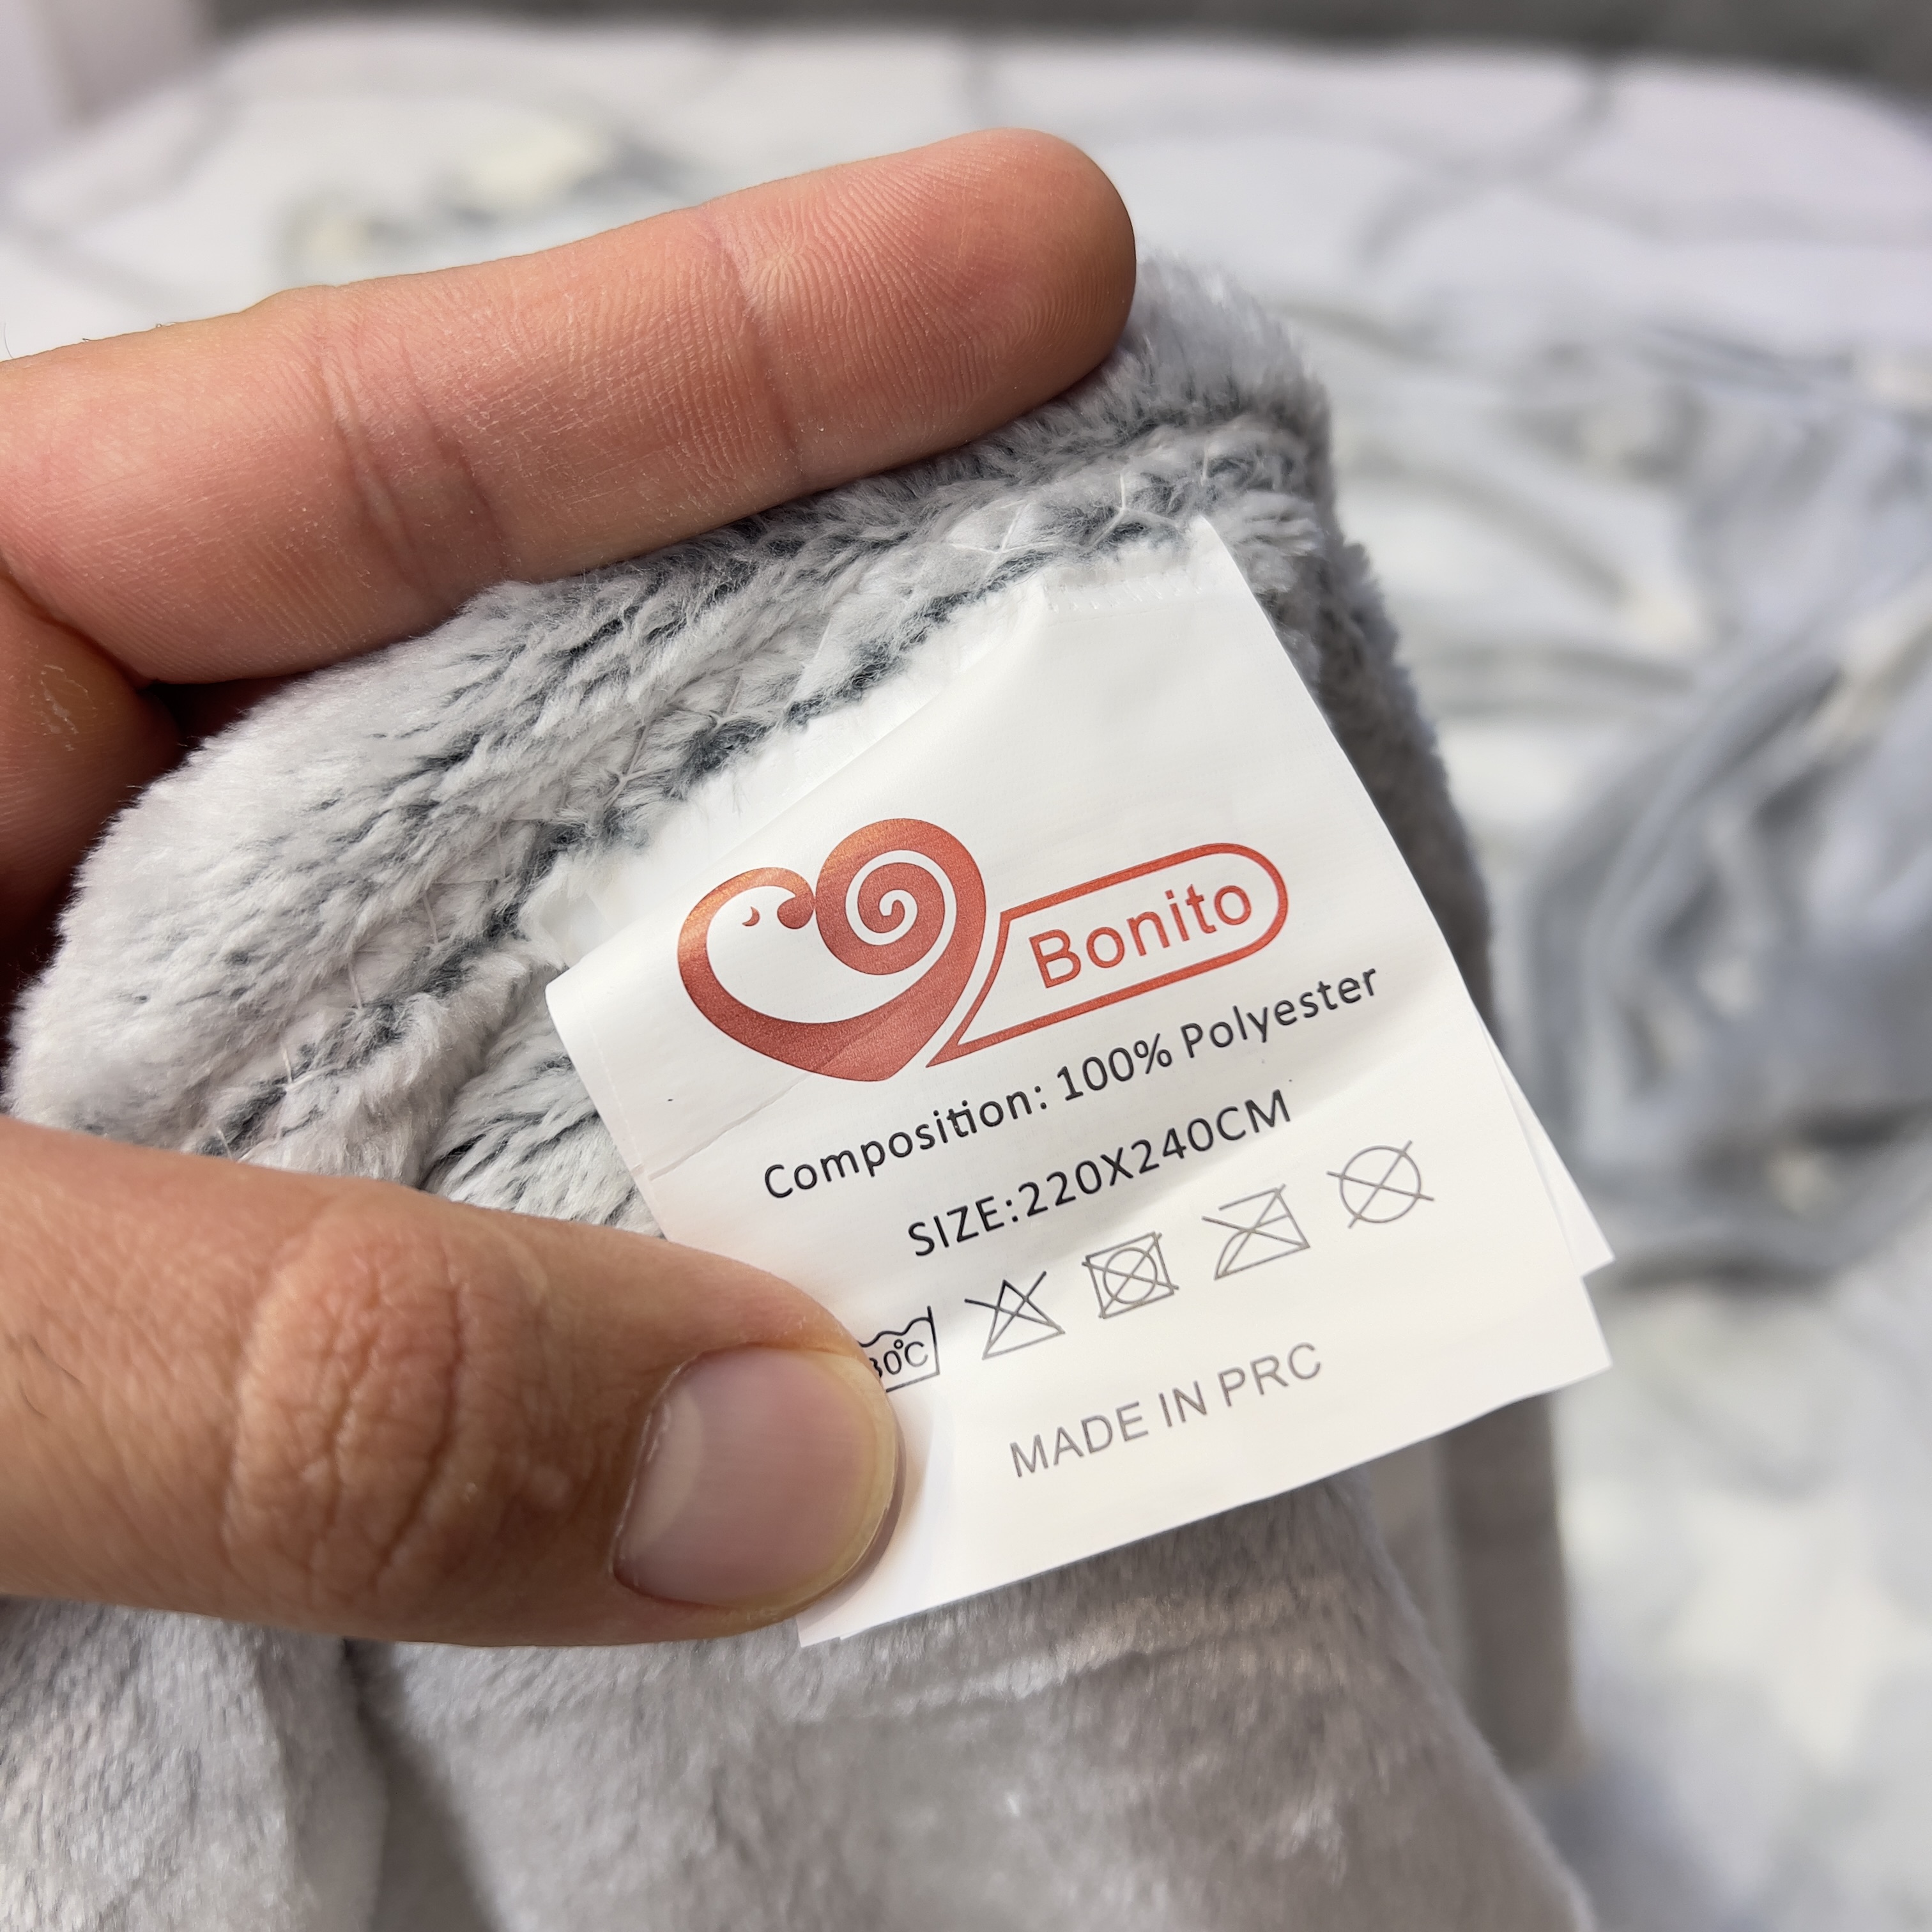 Bonito
Composition: 100% Polyester
SIZE:220X240CM
30°C
MADE IN PRC